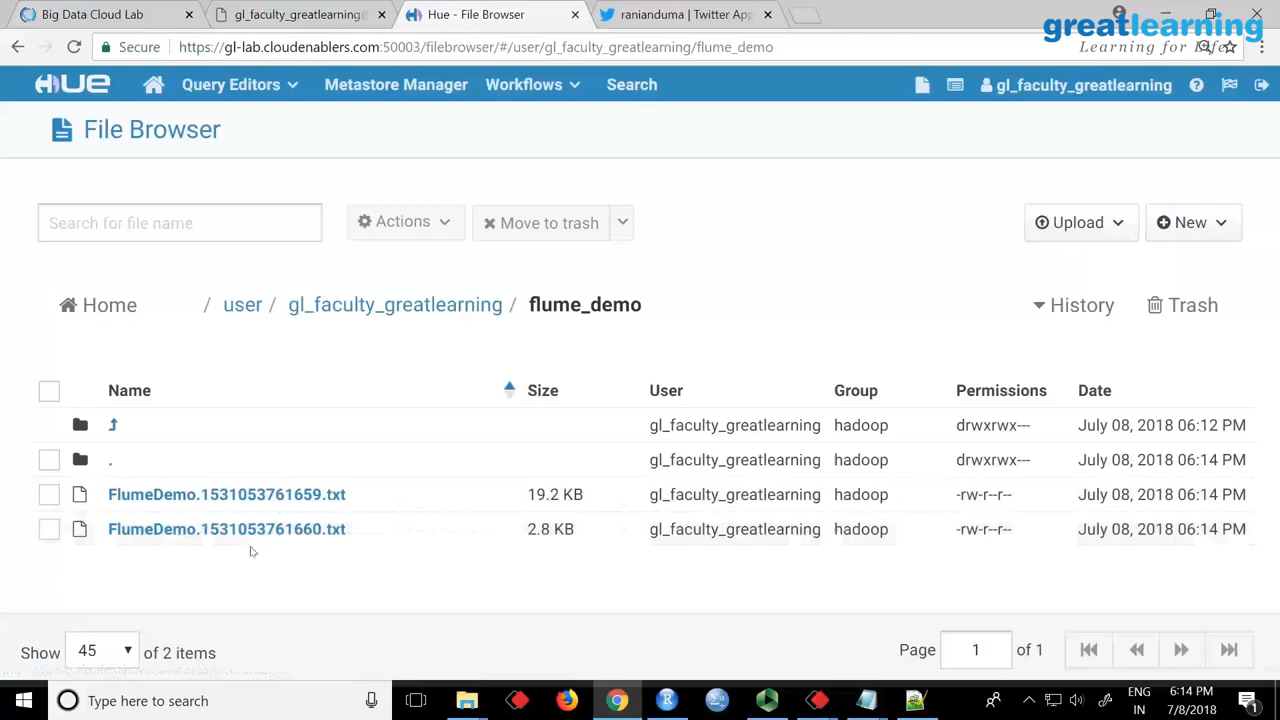 Big Data Cloud Lab
gl_faculty_greatlearning@
Hue - File Browser
ranianduma | Twitter App
greatlearning
Learning for Life
Secure
https://gl-lab.cloudenablers.com:50003/filebrowser/#/user/gl_faculty_greatlearning/flume_demo
HUE
Query Editors
Metastore Manager
Workflows
Search
gl_faculty_greatlearning
File Browser
Search for file name
Actions
Move to trash
Upload
New
Home / user / gl_faculty_greatlearning / flume_demo
History
Trash
Name Size User Group Permissions Date
gl_faculty_greatlearning hadoop drwxrwx--- July 08, 2018 06:12 PM
. gl_faculty_greatlearning hadoop drwxrwx--- July 08, 2018 06:14 PM
FlumeDemo.1531053761659.txt 19.2 KB gl_faculty_greatlearning hadoop -rw-r--r-- July 08, 2018 06:14 PM
FlumeDemo.1531053761660.txt 2.8 KB gl_faculty_greatlearning hadoop -rw-r--r-- July 08, 2018 06:14 PM
Show 45 of 2 items
Page 1 of 1
Type here to search
ENG
IN
6:14 PM
7/8/2018
1